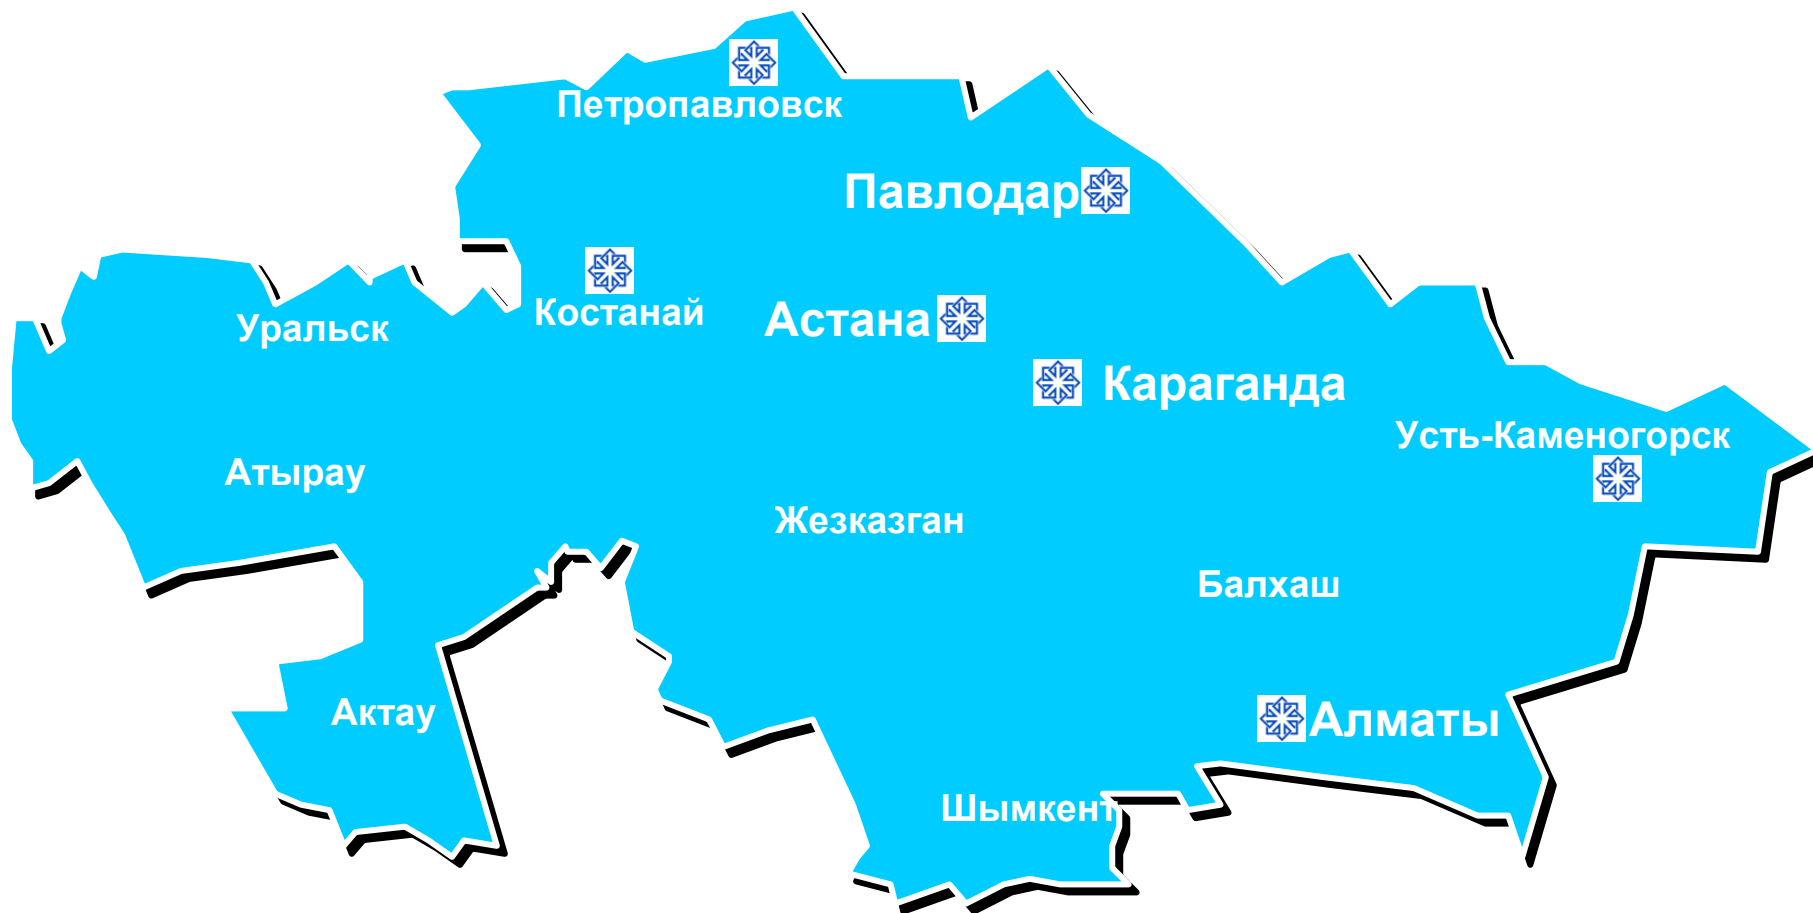 Петропавловск
Павлодар
Костанай
Астана
Уральск
Караганда
Усть-Каменогорск
Атырау
Жезказган
Балхаш
Актау
Алматы
Шымкент